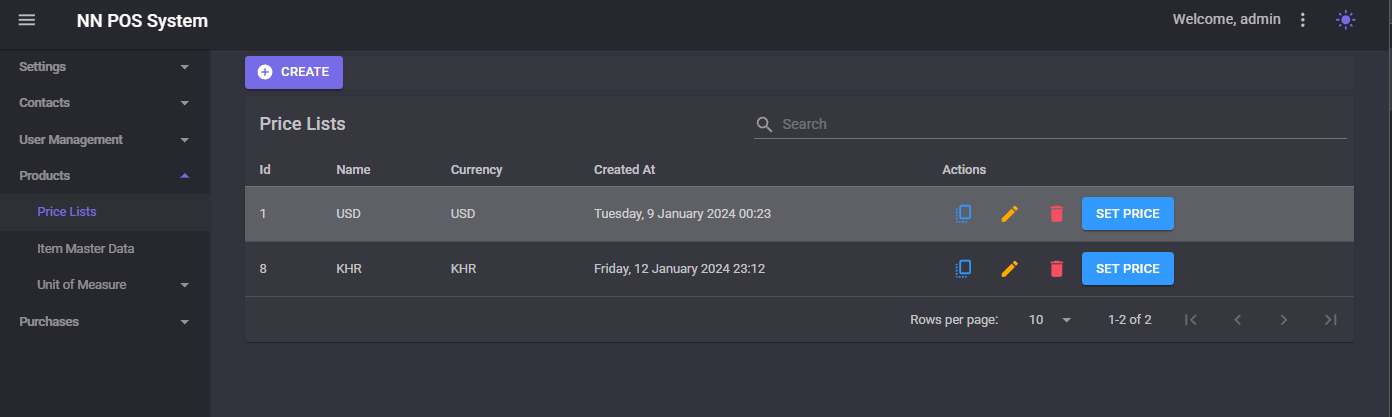 NN POS System
Welcome, admin
Settings
Contacts
User Management
Products
Price Lists
Item Master Data
Unit of Measure
Purchases
CREATE
Price Lists
Search
Id Name Currency Created At Actions
1 USD USD Tuesday, 9 January 2024 00:23 SET PRICE
8 KHR KHR Friday, 12 January 2024 23:12 SET PRICE
Rows per page: 10 1-2 of 2